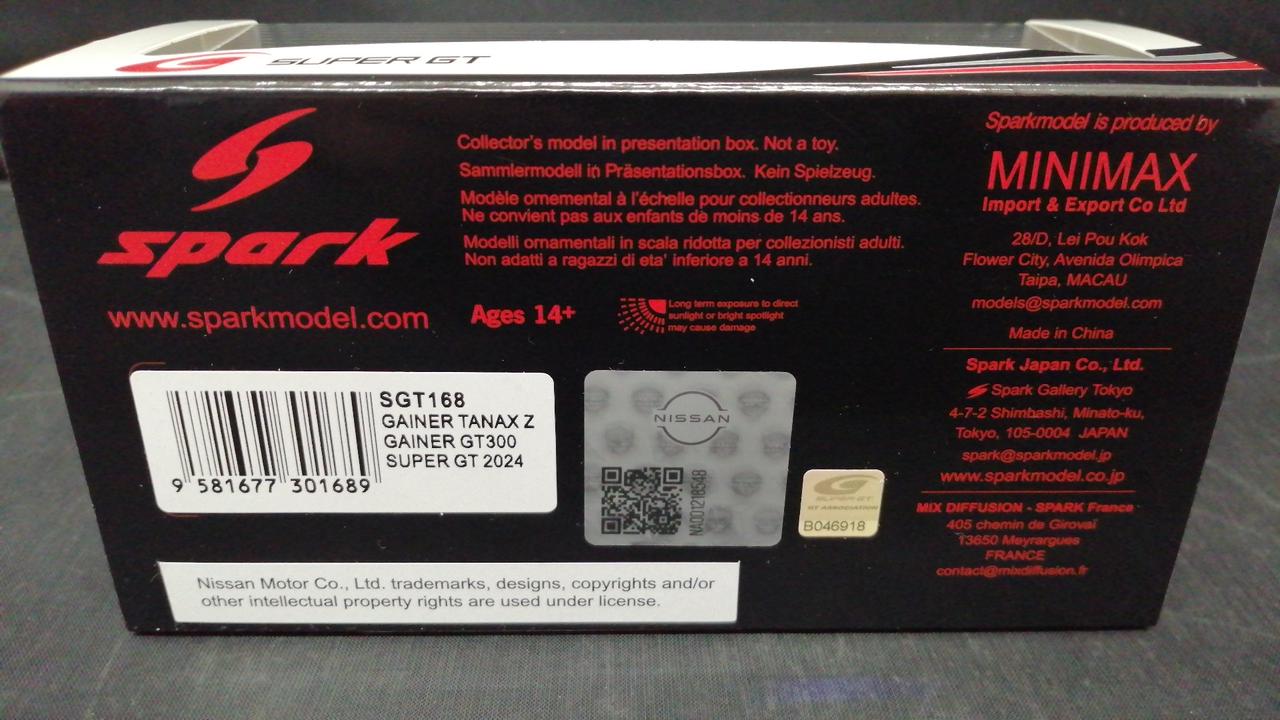 SUPER GT
spark
www.sparkmodel.com
Collector's model in presentation box. Not a toy.
Sammlermodell in Präsentationsbox. Kein Spielzeug.
Modèle ornemental à l'échelle pour collectionneurs adultes.
Ne convient pas aux enfants de moins de 14 ans.
Modelli ornamentali in scala ridotta per collezionisti adulti.
Non adatti a ragazzi di eta' inferiore a 14 anni.
Ages 14+
Long term exposure to direct
sunlight or bright spotlight
may cause damage
Sparkmodel is produced by
MINIMAX
Import & Export Co Ltd
28/D, Lei Pou Kok
Flower City, Avenida Olimpica
Taipa, MACAU
models@sparkmodel.com
Made in China
Spark Japan Co., Ltd.
Spark Gallery Tokyo
4-7-2 Shimbashi, Minato-ku,
Tokyo, 105-0004 JAPAN
spark@sparkmodel.jp
www.sparkmodel.co.jp
MIX DIFFUSION - SPARK France
405 chemin de Girovaï
13650 Meyrargues
FRANCE
contact@mixdiffusion.fr
SGT168
GAINER TANAX Z
GAINER GT300
SUPER GT 2024
9 581677 301689
NISSAN
NA001218548
SUPER GT
GT ASSOCIATION
B046918
Nissan Motor Co., Ltd. trademarks, designs, copyrights and/or
other intellectual property rights are used under license.